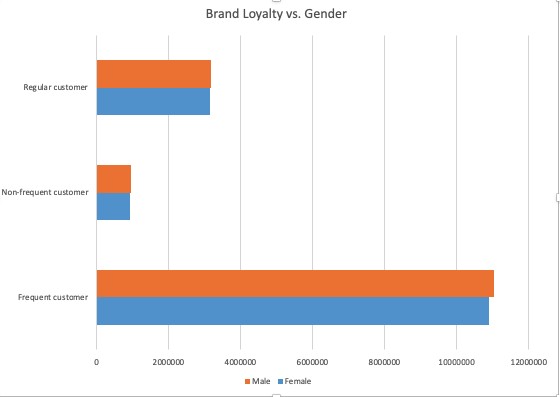 Brand Loyalty vs. Gender
Regular customer
Non-frequent customer
Frequent customer
0 2000000 4000000 6000000 8000000 10000000 12000000
Male Female